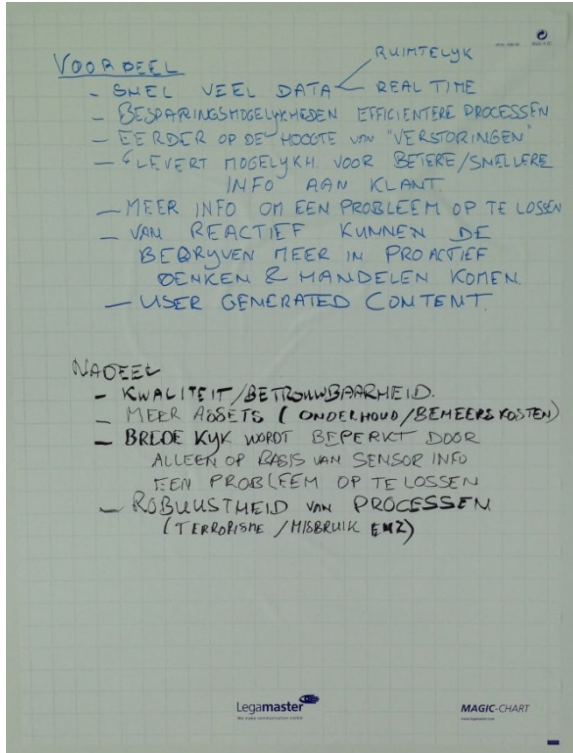 VOORDEEL
RUIMTELYK
- SNEL VEEL DATA < REAL TIME
- BESPARINGSMOGELYKHEDEN EFFICIENTERE PROCESSEN
- EERDER OP DE HOOGTE VAN "VERSTORINGEN"
- LEVERT MOGELYKH. VOOR BETERE/SNELLERE
INFO AAN KLANT.
- MEER INFO OM EEN PROBLEEM OP TE LOSSEN
- VAN REACTIEF KUNNEN DE
BEDRYVEN MEER IN PROACTIEF
DENKEN & HANDELEN KOMEN.
- USER GENERATED CONTENT.
NADEEL
- KWALITEIT/BETROUWBAARHEID.
- MEER ASSETS (ONDERHOUD/BEHEERSKOSTEN)
- BREDE KYK WORDT BEPERKT DOOR
ALLEEN OP BASIS VAN SENSOR INFO
EEN PROBLEEM OP TE LOSSEN
- ROBUUSTHEID VAN PROCESSEN
(TERRORISME / MISBRUIK ENZ)
Legamaster
MAGIC-CHART